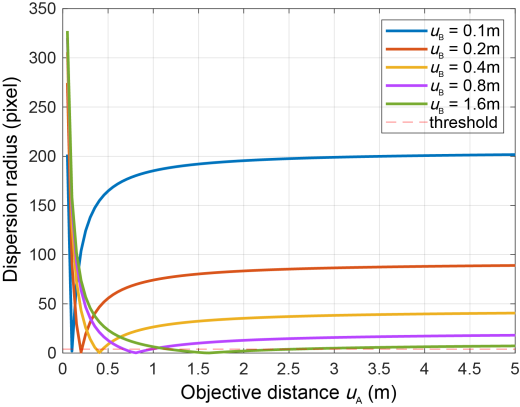 350
300
250
200
150
100
50
0
Dispersion radius (pixel)
u_B = 0.1m
u_B = 0.2m
u_B = 0.4m
u_B = 0.8m
u_B = 1.6m
threshold
0 0.5 1 1.5 2 2.5 3 3.5 4 4.5 5
Objective distance u_A (m)